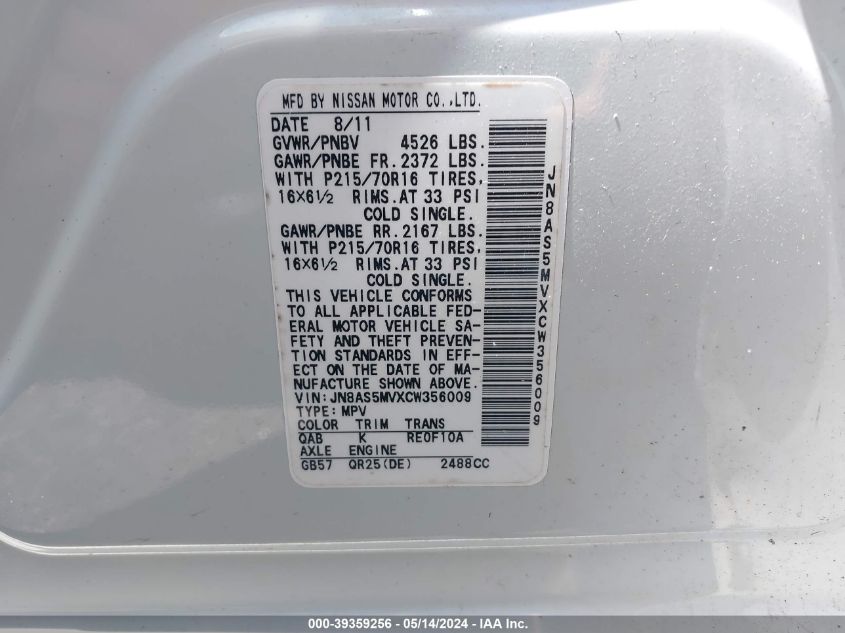 MFD BY NISSAN MOTOR CO.,LTD.
DATE 8/11
GVWR/PNBV 4526 LBS.
GAWR/PNBE FR. 2372 LBS.
WITH P215/70R16 TIRES,
16×6½ RIMS. AT 33 PSI
COLD SINGLE.
GAWR/PNBE RR. 2167 LBS.
WITH P215/70R16 TIRES,
16×6½ RIMS. AT 33 PSI
COLD SINGLE.
THIS VEHICLE CONFORMS
TO ALL APPLICABLE FED-
ERAL MOTOR VEHICLE SA-
FETY AND THEFT PREVEN-
TION STANDARDS IN EFF-
ECT ON THE DATE OF MA-
NUFACTURE SHOWN ABOVE.
VIN: JN8AS5MVXCW356009
TYPE: MPV
COLOR TRIM TRANS
QAB K RE0F10A
AXLE ENGINE
GB57 QR25(DE) 2488CC
JN8AS5MVXCW356009
000-39359256 - 05/14/2024 - IAA Inc.